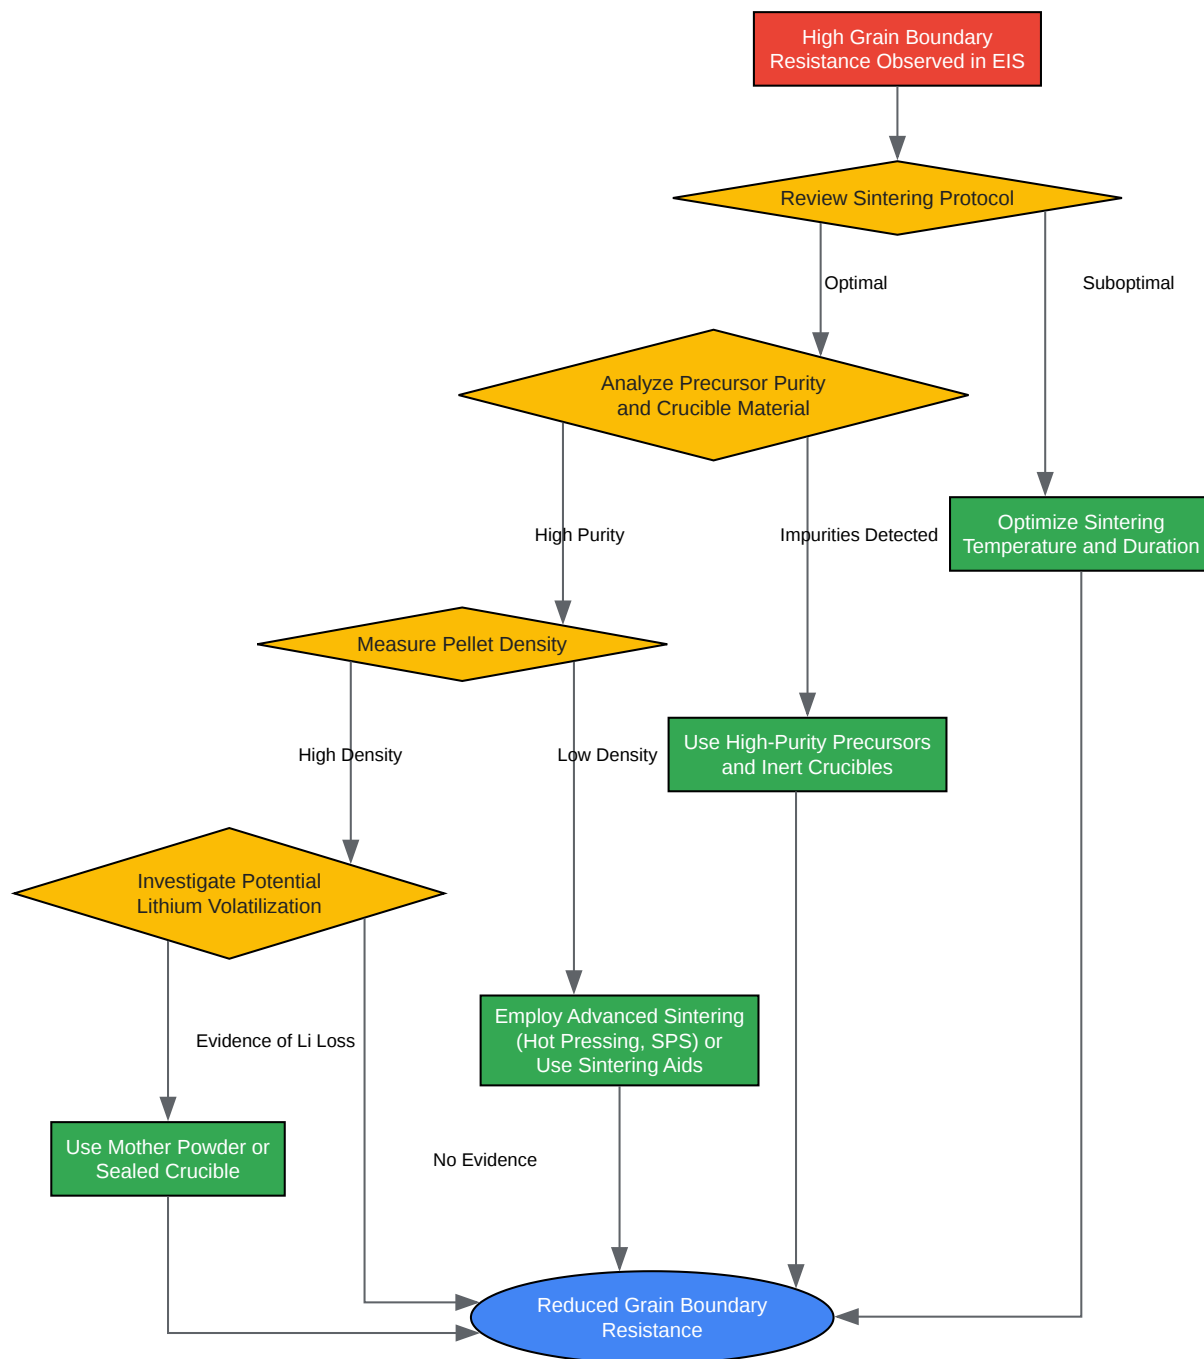 High Grain Boundary
Resistance Observed in EIS
Review Sintering Protocol
Optimal
Suboptimal
Analyze Precursor Purity
and Crucible Material
High Purity
Impurities Detected
Optimize Sintering
Temperature and Duration
Measure Pellet Density
High Density
Low Density
Use High-Purity Precursors
and Inert Crucibles
Investigate Potential
Lithium Volatilization
Evidence of Li Loss
Employ Advanced Sintering
(Hot Pressing, SPS) or
Use Sintering Aids
Use Mother Powder or
Sealed Crucible
No Evidence
Reduced Grain Boundary
Resistance